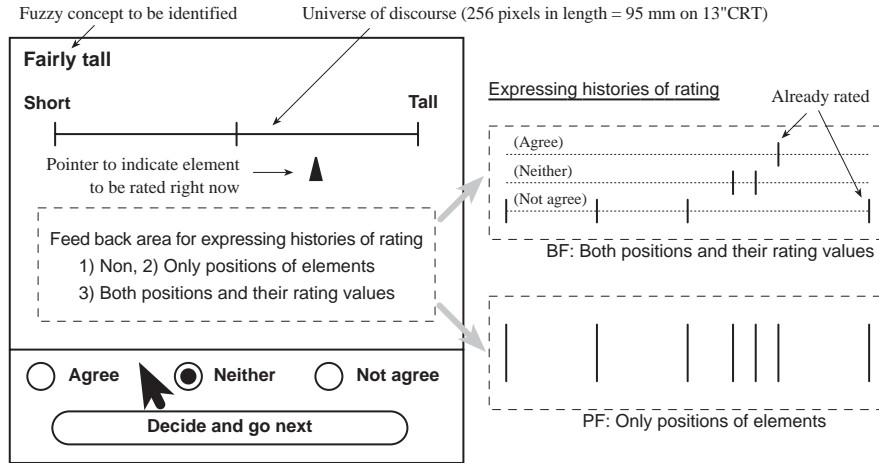 Fuzzy concept to be identified
Universe of discourse (256 pixels in length = 95 mm on 13"CRT)
Fairly tall
Short
Tall
Pointer to indicate element
to be rated right now
Feed back area for expressing histories of rating
1) Non, 2) Only positions of elements
3) Both positions and their rating values
Agree
Neither
Not agree
Decide and go next
Expressing histories of rating
Already rated
(Agree)
(Neither)
(Not agree)
BF: Both positions and their rating values
PF: Only positions of elements